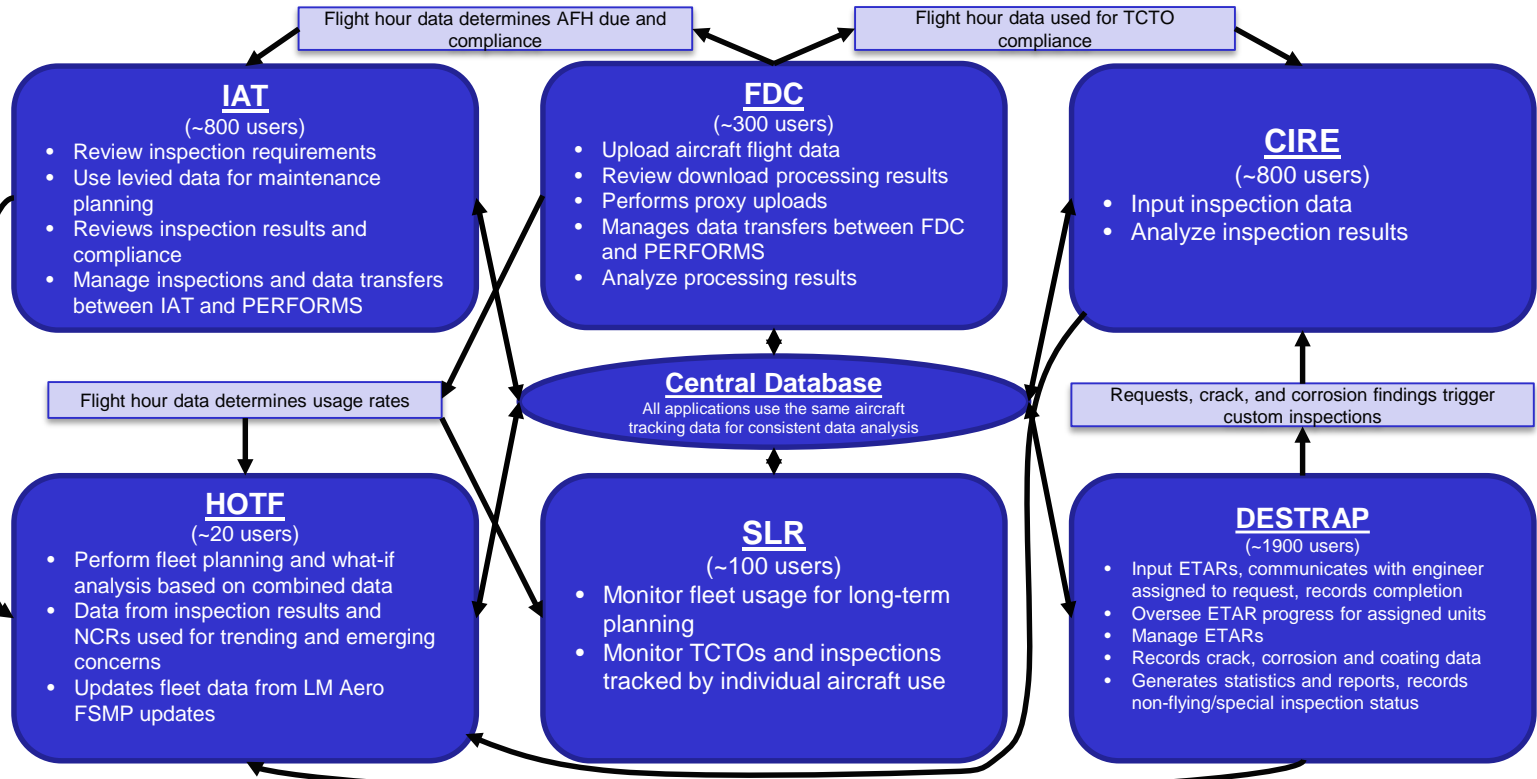 Flight hour data determines AFH due and
compliance
Flight hour data used for TCTO
compliance
IAT
(~800 users)
• Review inspection requirements
• Use levied data for maintenance
planning
• Reviews inspection results and
compliance
• Manage inspections and data transfers
between IAT and PERFORMS
FDC
(~300 users)
• Upload aircraft flight data
• Review download processing results
• Performs proxy uploads
• Manages data transfers between FDC
and PERFORMS
• Analyze processing results
CIRE
(~800 users)
• Input inspection data
• Analyze inspection results
Flight hour data determines usage rates
Central Database
All applications use the same aircraft
tracking data for consistent data analysis
Requests, crack, and corrosion findings trigger
custom inspections
HOTF
(~20 users)
• Perform fleet planning and what-if
analysis based on combined data
• Data from inspection results and
NCRs used for trending and emerging
concerns
• Updates fleet data from LM Aero
FSMP updates
SLR
(~100 users)
• Monitor fleet usage for long-term
planning
• Monitor TCTOs and inspections
tracked by individual aircraft use
DESTRAP
(~1900 users)
• Input ETARs, communicates with engineer
assigned to request, records completion
• Oversee ETAR progress for assigned units
• Manage ETARs
• Records crack, corrosion and coating data
• Generates statistics and reports, records
non-flying/special inspection status